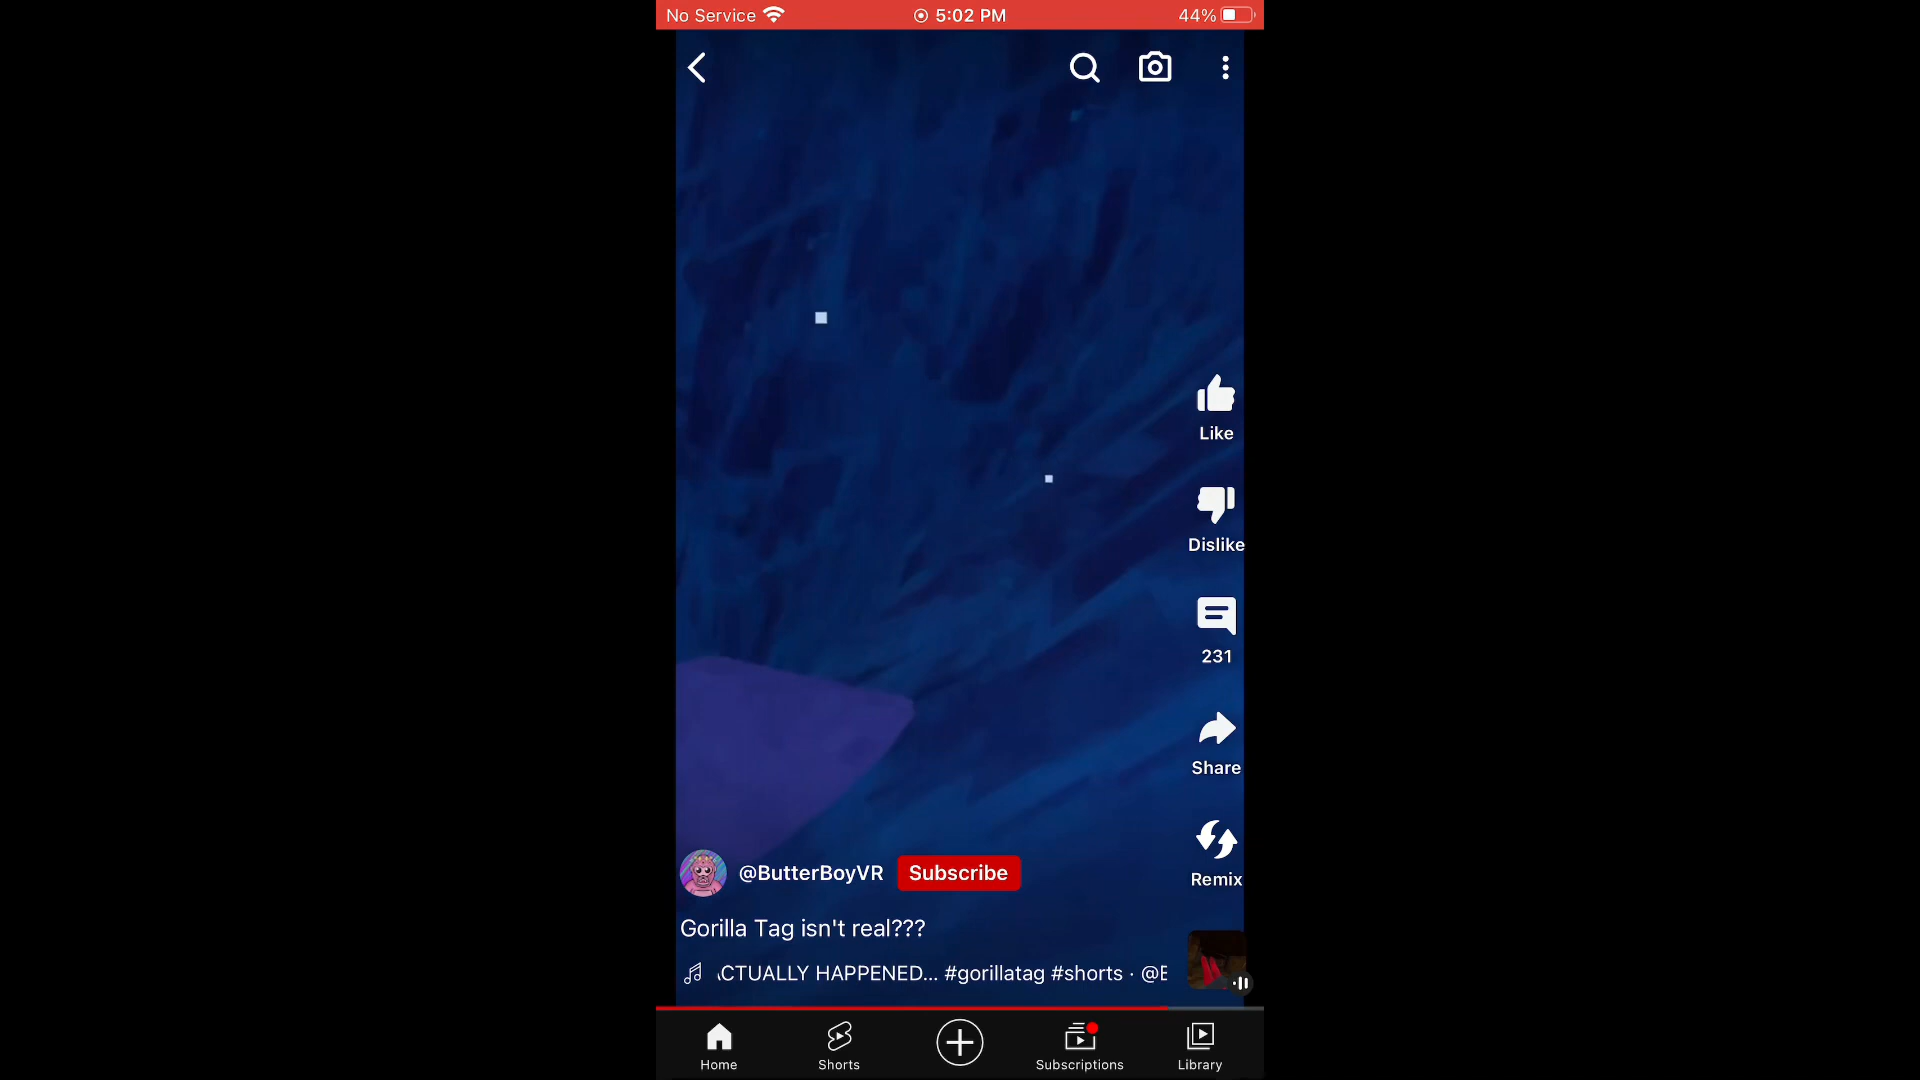 No Service 5:02 PM 44%
Like
Dislike
231
Share
Remix
@ButterBoyVR Subscribe
Gorilla Tag isn't real???
CTUALLY HAPPENED... #gorillatag #shorts · @
Home Shorts Subscriptions Library